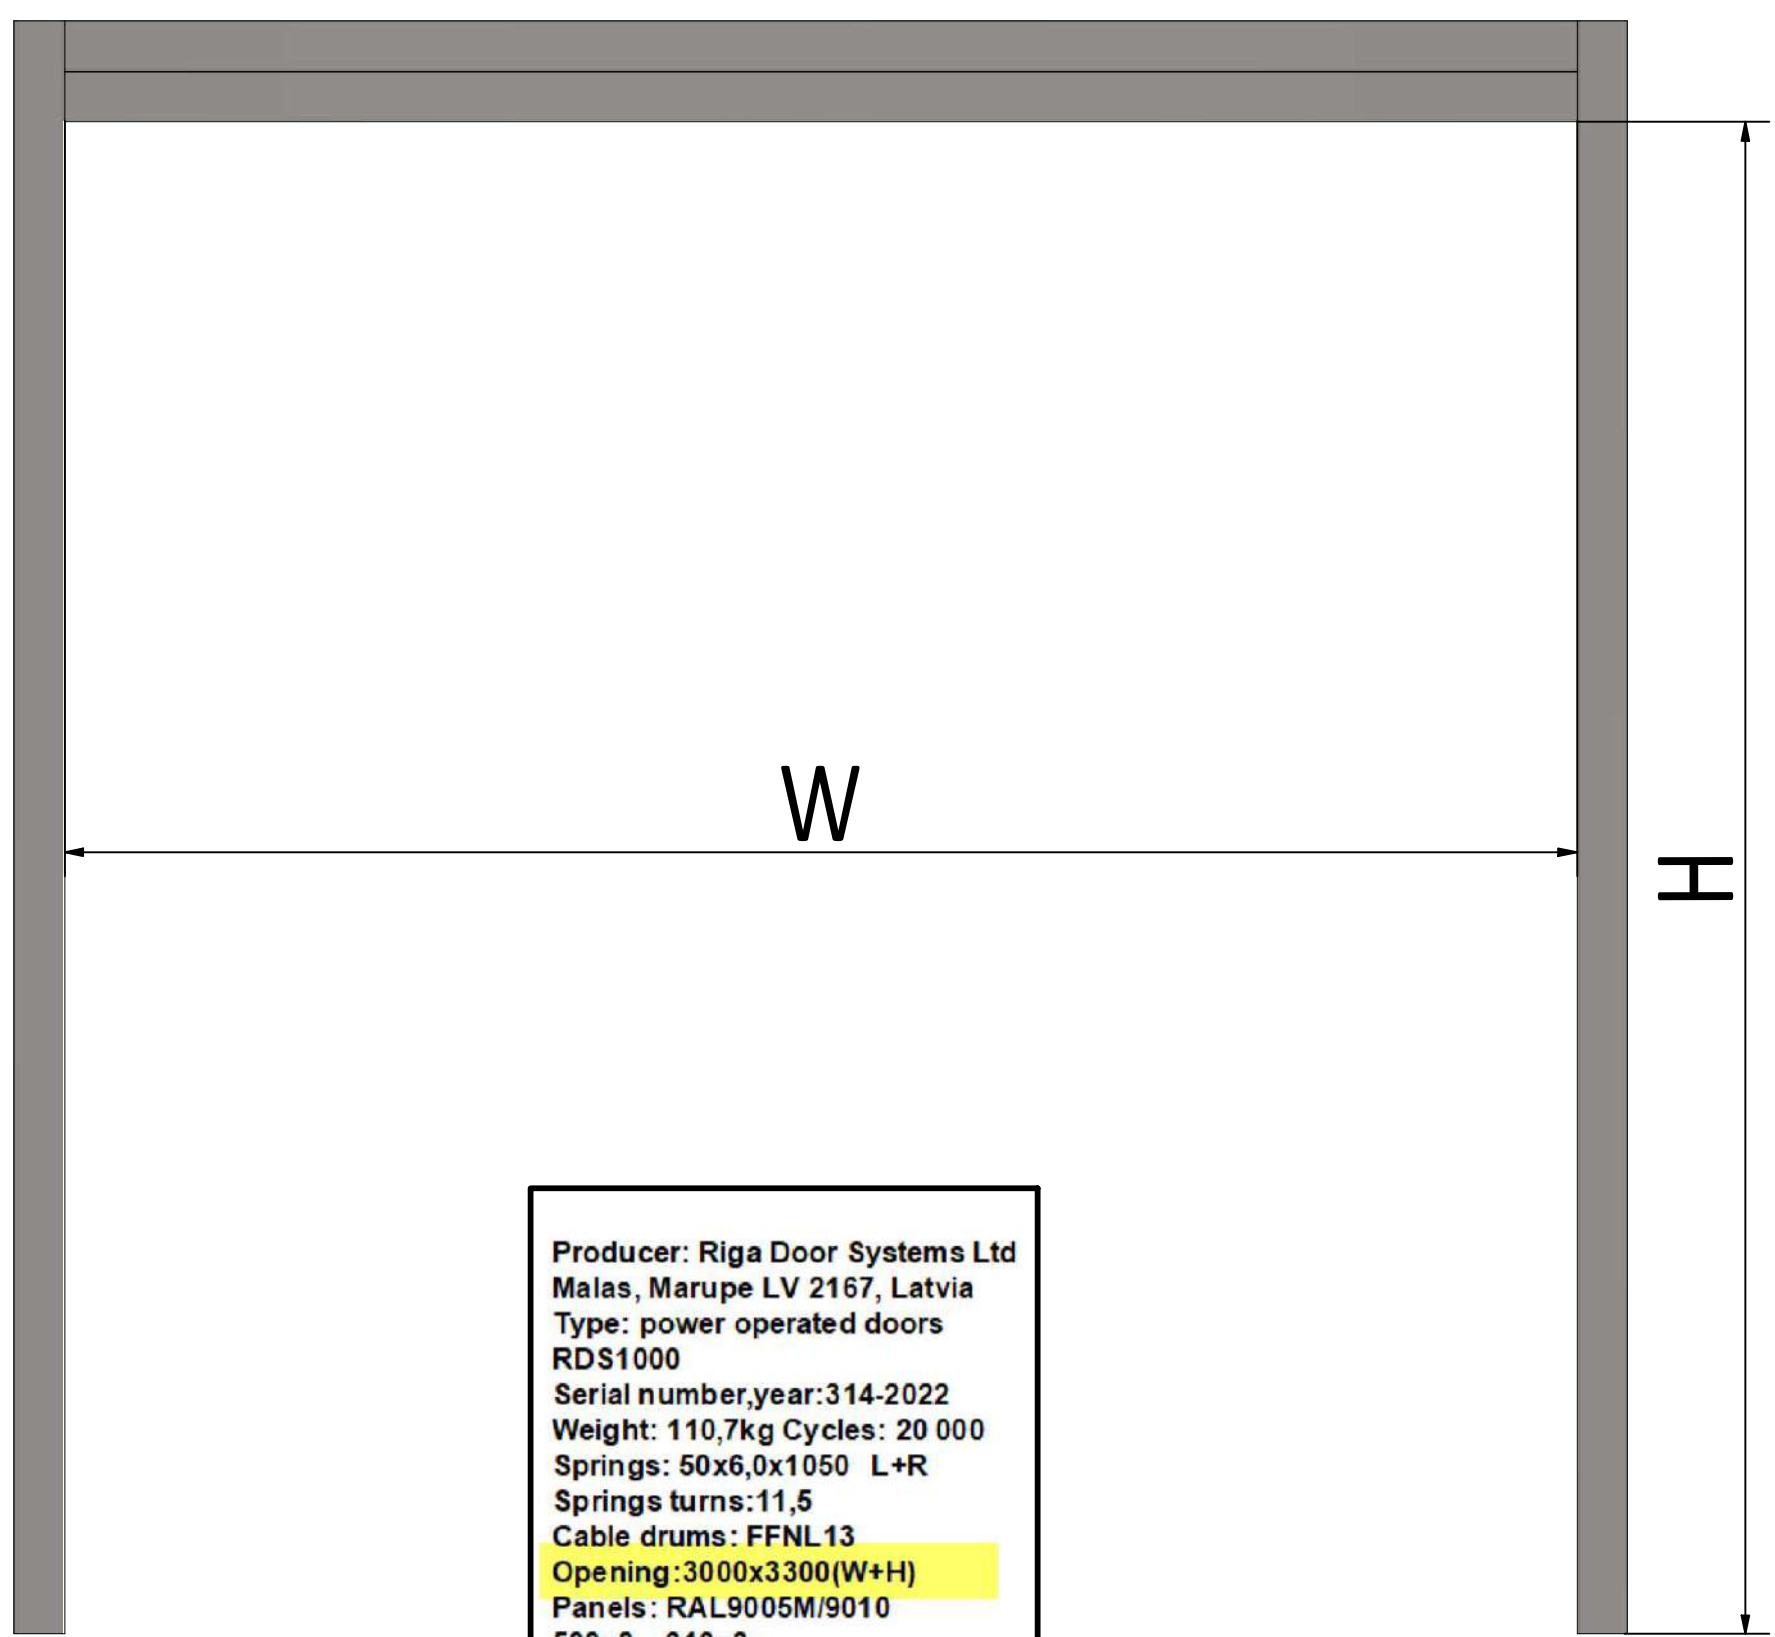 W
H
Producer: Riga Door Systems Ltd
Malas, Marupe LV 2167, Latvia
Type: power operated doors
RDS1000
Serial number,year:314-2022
Weight: 110,7kg Cycles: 20 000
Springs: 50x6,0x1050 L+R
Springs turns:11,5
Cable drums: FFNL13
Opening:3000x3300(W+H)
Panels: RAL9005M/9010